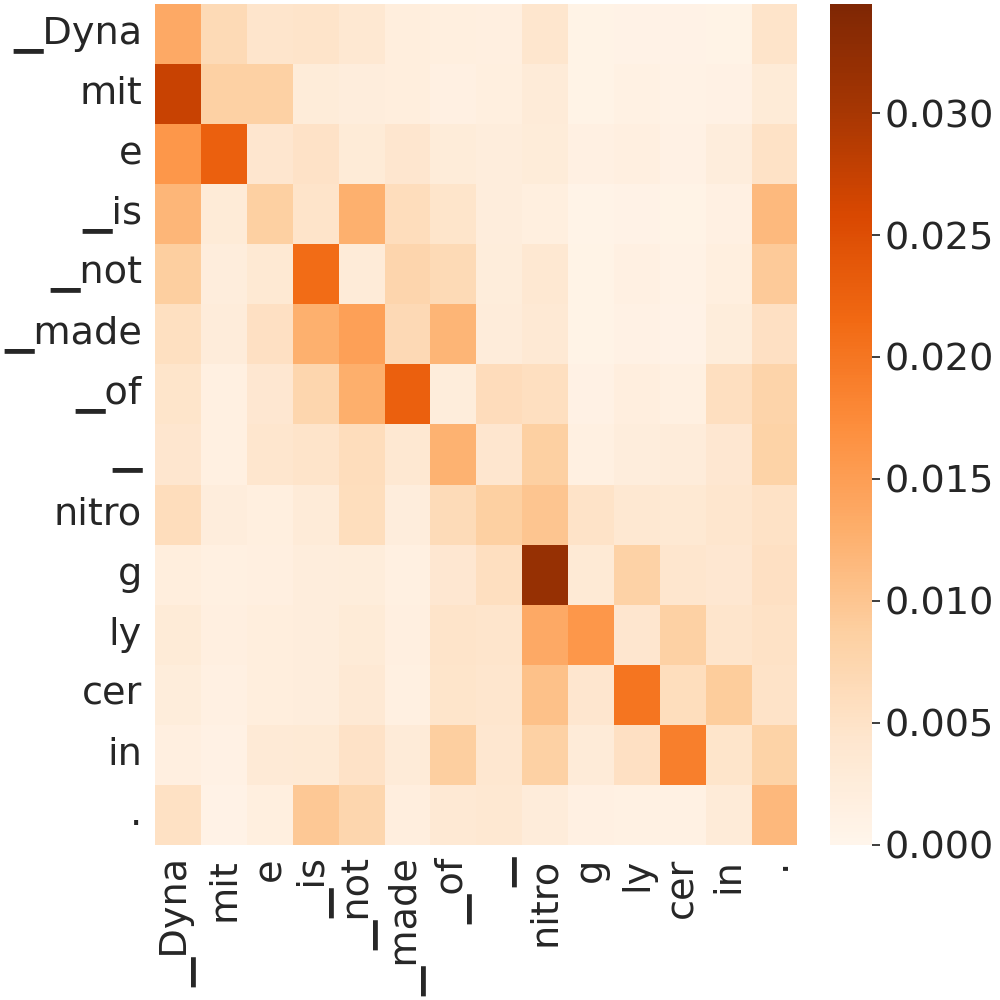 _Dyna
mit
e
_is
_not
_made
_of
_
nitro
g
ly
cer
in
.
_Dyna
mit
e
_is
_not
_made
_of
_
nitro
g
ly
cer
in
.
0.030
0.025
0.020
0.015
0.010
0.005
0.000